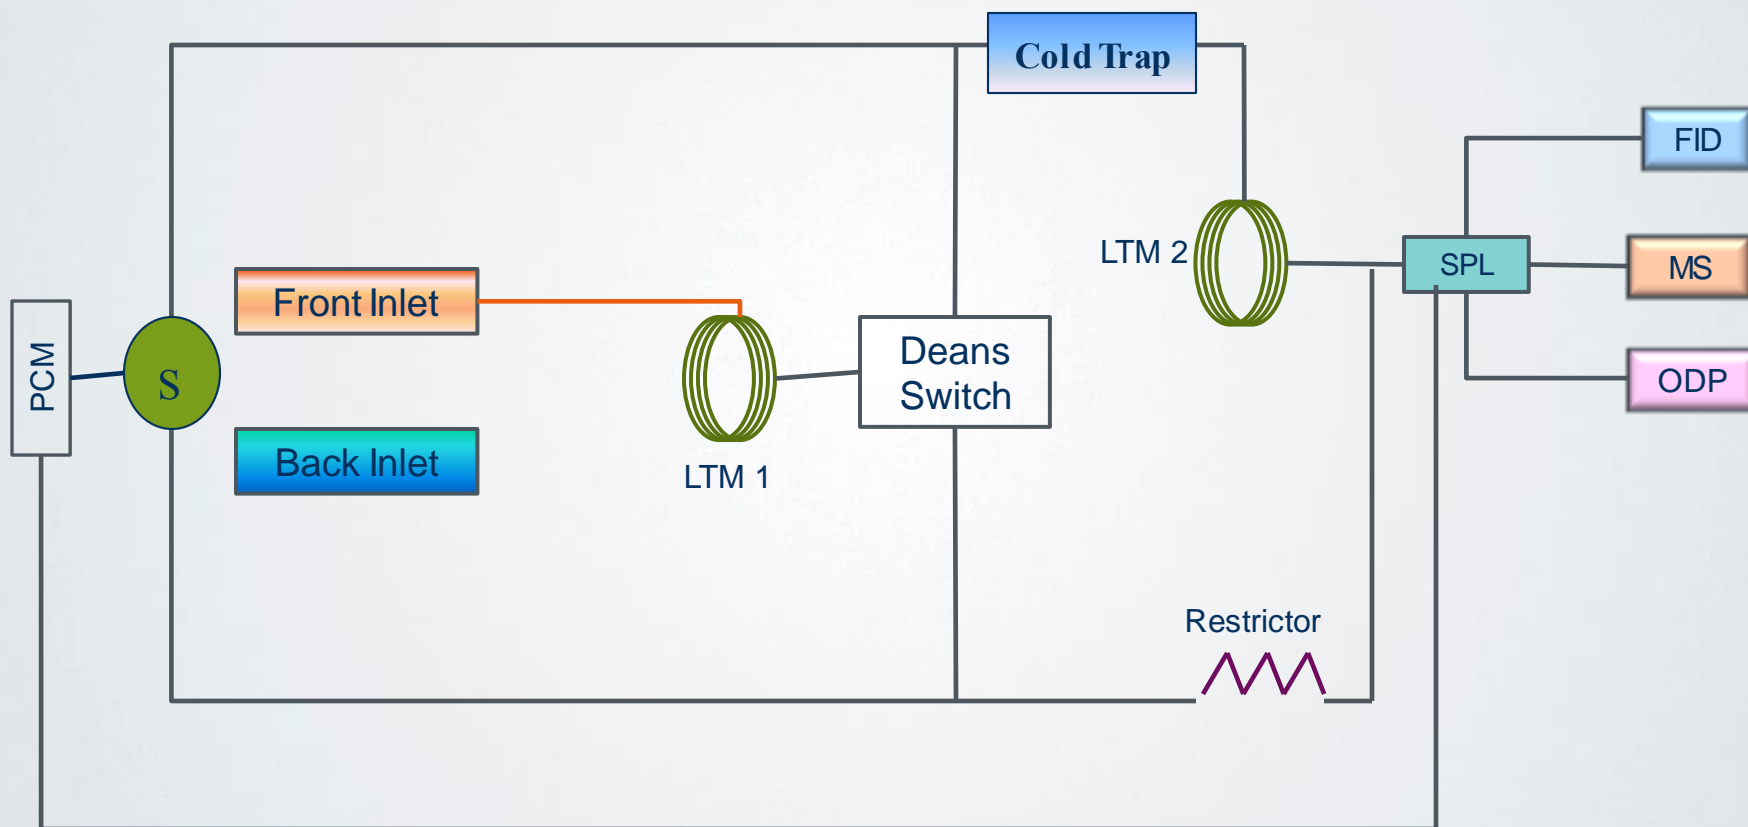 Cold Trap
FID
LTM 2
SPL
MS
Front Inlet
PCM
S
Deans
Switch
ODP
Back Inlet
LTM 1
Restrictor